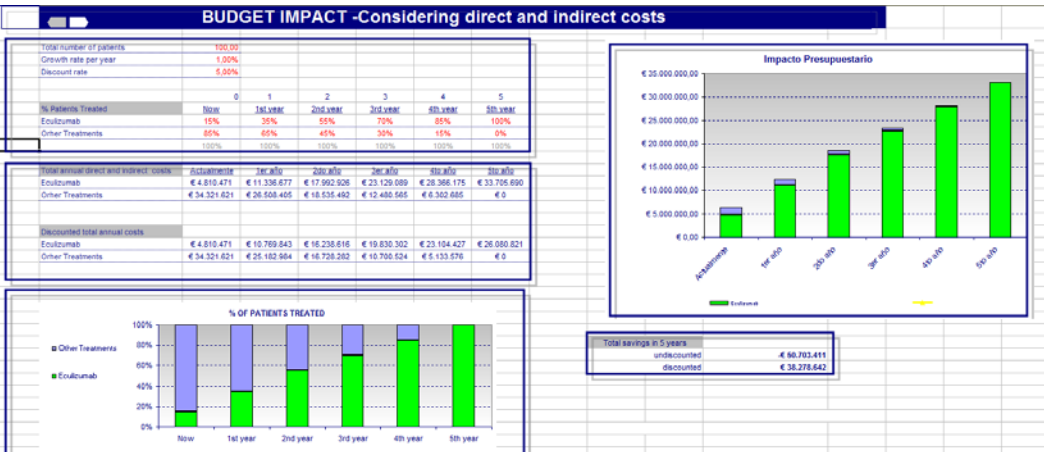 BUDGET IMPACT -Considering direct and indirect costs
Total number of patients 100,00
Growth rate per year 1,00%
Discount rate 5,00%
0 1 2 3 4 5
% Patients Treated Now 1st year 2nd year 3rd year 4th year 5th year
Eculizumab 15% 35% 55% 70% 85% 100%
Orher Treatments 85% 65% 45% 30% 15% 0%
100% 100% 100% 100% 100% 100%
Total annual direct and indirect costs Actualmente 1er año 2do año 3er año 4to año 5to año
Eculizumab € 4.810.471 € 11.336.677 € 17.992.926 € 23.129.089 € 28.366.175 € 33.705.690
Orher Treatments € 34.321.621 € 26.508.405 € 18.535.492 € 12.480.565 € 6.302.685 € 0
Discounted total annual costs
Eculizumab € 4.810.471 € 10.769.843 € 16.238.616 € 19.830.302 € 23.104.427 € 26.080.821
Orher Treatments € 34.321.621 € 25.182.984 € 16.728.282 € 10.700.524 € 5.133.576 € 0
Impacto Presupuestario
€ 35.000.000,00
€ 30.000.000,00
€ 25.000.000,00
€ 20.000.000,00
€ 15.000.000,00
€ 10.000.000,00
€ 5.000.000,00
€ 0,00
Actualmente 1er año 2do año 3er año 4to año 5to año
Eculizumab
% OF PATIENTS TREATED
100%
80%
60%
40%
20%
0%
Other Treatments
Eculizumab
Now 1st year 2nd year 3rd year 4th year 5th year
Total savings in 5 years
undiscounted -€ 60.703.411
discounted € 38.278.642